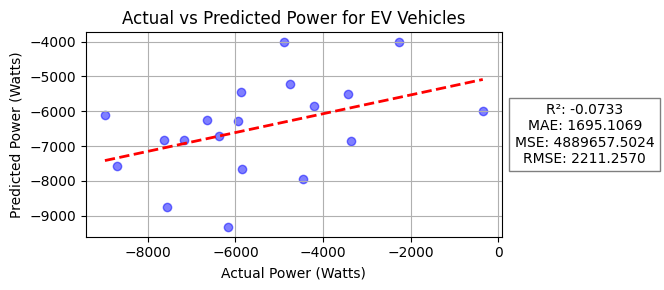 Actual vs Predicted Power for EV Vehicles
Predicted Power (Watts)
−4000
−5000
−6000
−7000
−8000
−9000
−8000
−6000
−4000
−2000
0
Actual Power (Watts)
R²: -0.0733
MAE: 1695.1069
MSE: 4889657.5024
RMSE: 2211.2570